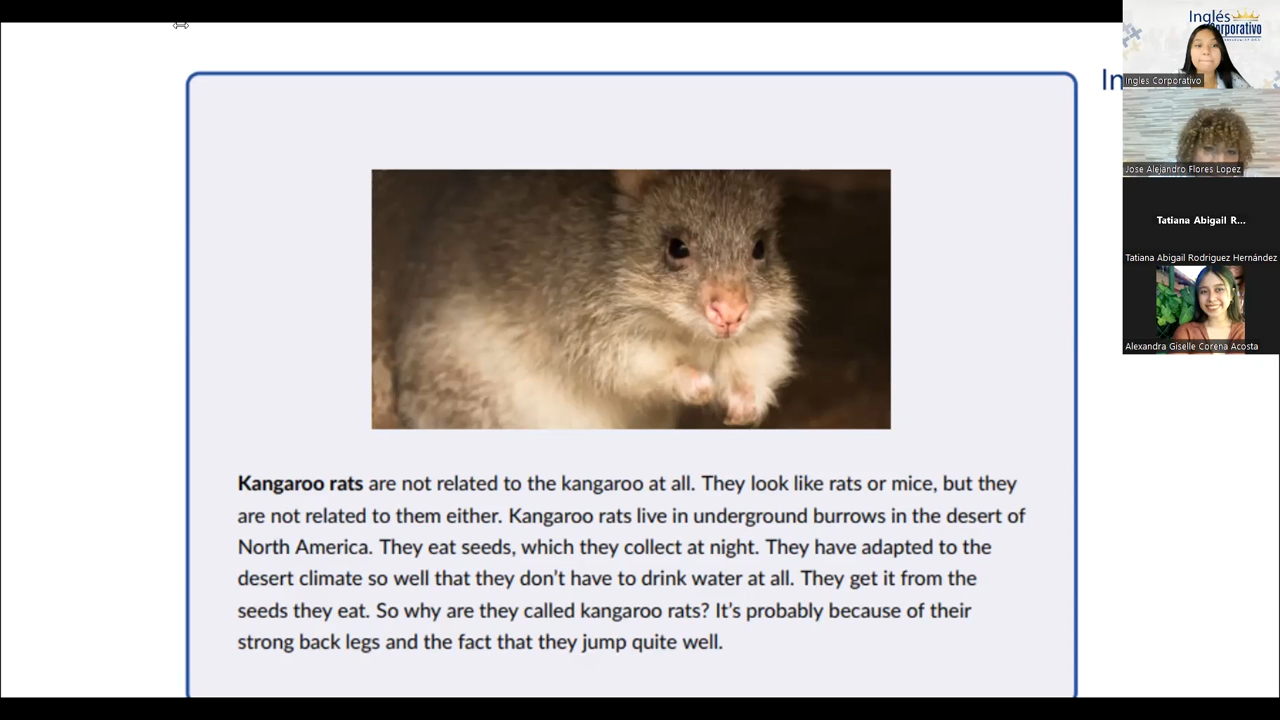 Inglés
Corporativo
In
Ingles Corporativo
Jose Alejandro Flores Lopez
Tatiana Abigail R...
Tatiana Abigail Rodriguez Hernández
Alexandra Giselle Corena Acosta
Kangaroo rats are not related to the kangaroo at all. They look like rats or mice, but they
are not related to them either. Kangaroo rats live in underground burrows in the desert of
North America. They eat seeds, which they collect at night. They have adapted to the
desert climate so well that they don't have to drink water at all. They get it from the
seeds they eat. So why are they called kangaroo rats? It's probably because of their
strong back legs and the fact that they jump quite well.